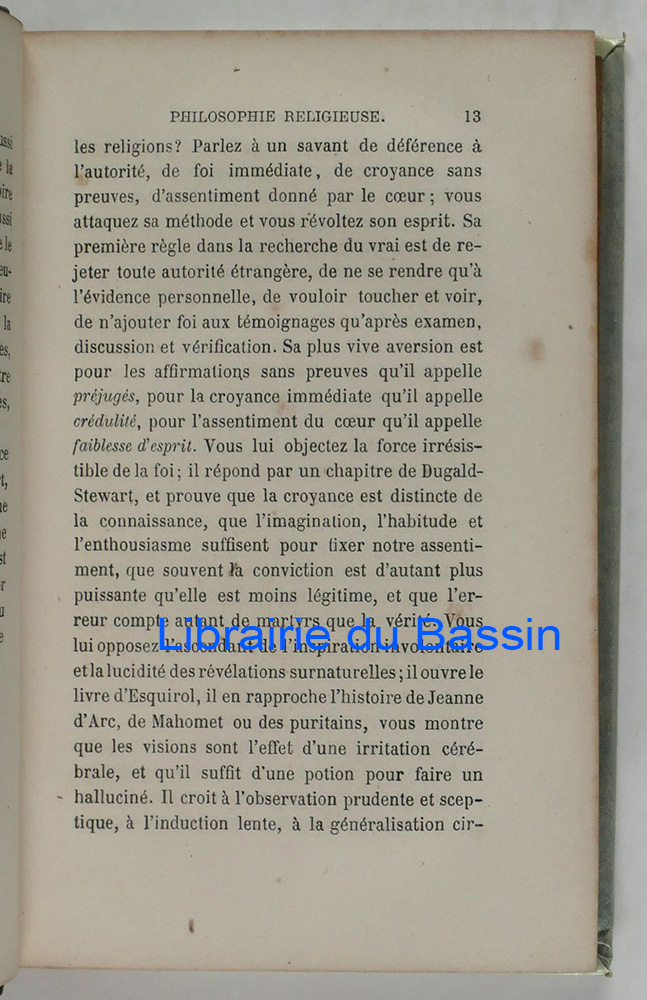 PHILOSOPHIE RELIGIEUSE. 13
les religions? Parlez à un savant de déférence à
l'autorité, de foi immédiate, de croyance sans
preuves, d'assentiment donné par le cœur; vous
attaquez sa méthode et vous révoltez son esprit. Sa
première règle dans la recherche du vrai est de re-
jeter toute autorité étrangère, de ne se rendre qu'à
l'évidence personnelle, de vouloir toucher et voir,
de n'ajouter foi aux témoignages qu'après examen,
discussion et vérification. Sa plus vive aversion est
pour les affirmations sans preuves qu'il appelle
préjugés, pour la croyance immédiate qu'il appelle
crédulité, pour l'assentiment du cœur qu'il appelle
faiblesse d'esprit. Vous lui objectez la force irrésis-
tible de la foi; il répond par un chapitre de Dugald-
Stewart, et prouve que la croyance est distincte de
la connaissance, que l'imagination, l'habitude et
l'enthousiasme suffisent pour fixer notre assenti-
ment, que souvent la conviction est d'autant plus
puissante qu'elle est moins légitime, et que l'er-
reur compte autant de martyrs que la vérité. Vous
lui opposez l'ascendant de l'inspiration involontaire
Librairie du Bassin
et la lucidité des révélations surnaturelles; il ouvre le
livre d'Esquirol, il en rapproche l'histoire de Jeanne
d'Arc, de Mahomet ou des puritains, vous montre
que les visions sont l'effet d'une irritation céré-
brale, et qu'il suffit d'une potion pour faire un
halluciné. Il croit à l'observation prudente et scep-
tique, à l'induction lente, à la généralisation cir-